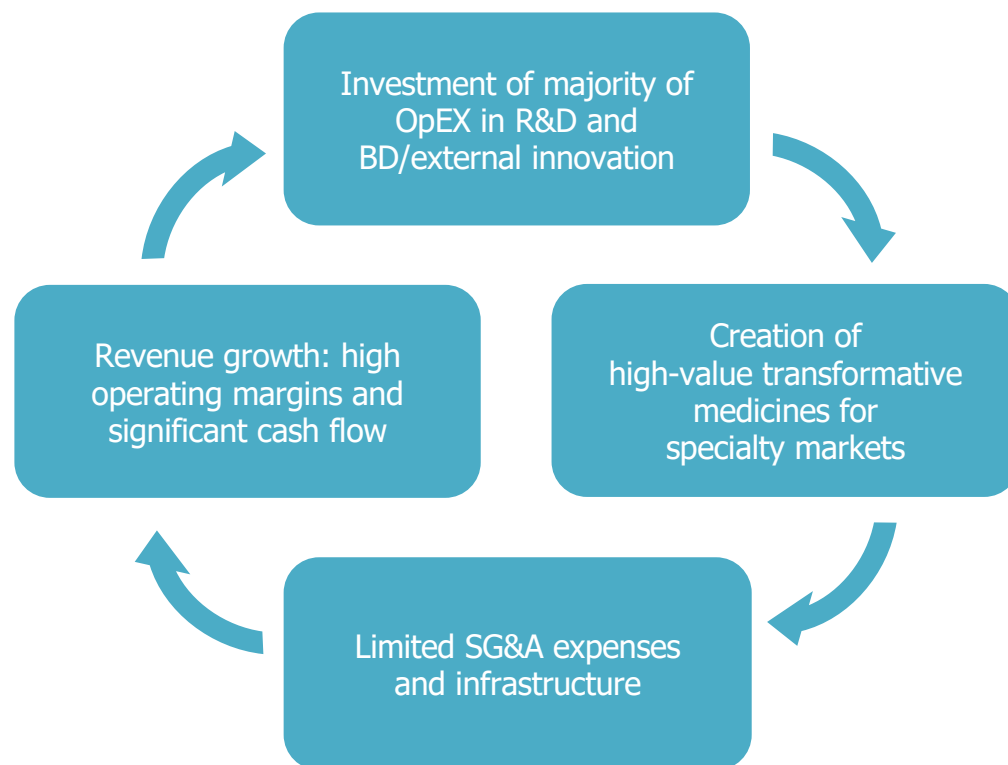 Investment of majority of
OpEX in R&D and
BD/external innovation
Creation of
high-value transformative
medicines for
specialty markets
Limited SG&A expenses
and infrastructure
Revenue growth: high
operating margins and
significant cash flow